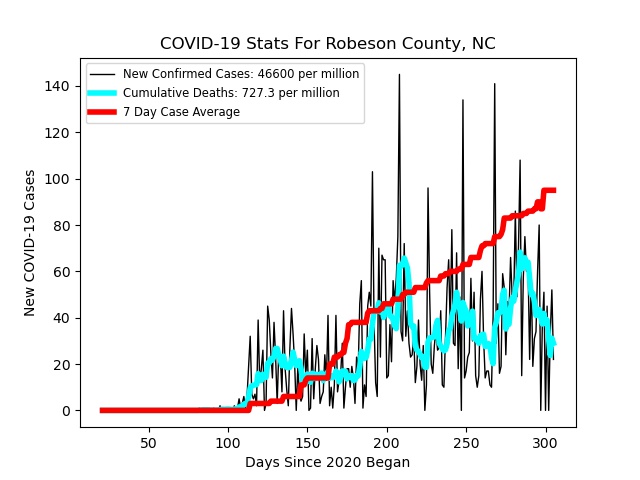 COVID-19 Stats For Robeson County, NC
New Confirmed Cases: 46600 per million
Cumulative Deaths: 727.3 per million
7 Day Case Average
New COVID-19 Cases
140
120
100
80
60
40
20
0
50 100 150 200 250 300
Days Since 2020 Began